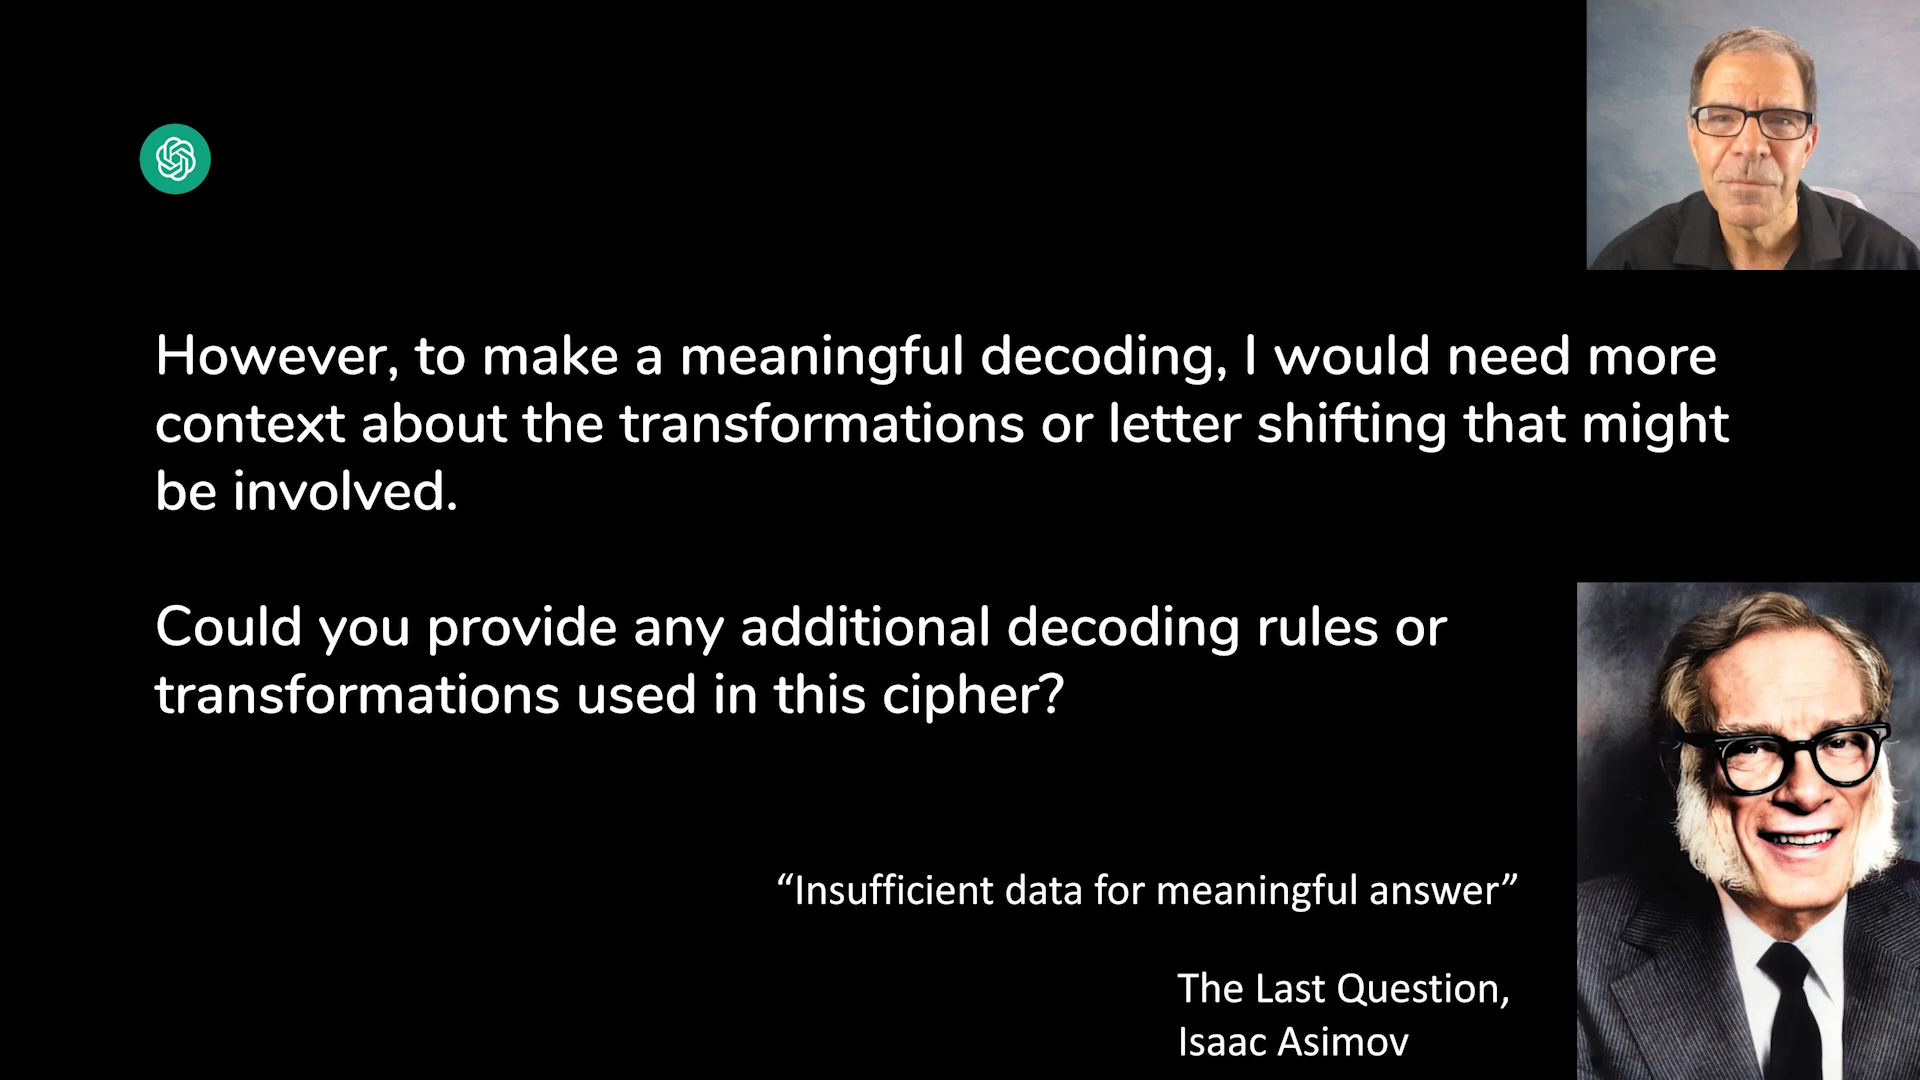 However, to make a meaningful decoding, I would need more
context about the transformations or letter shifting that might
be involved.
Could you provide any additional decoding rules or
transformations used in this cipher?
“Insufficient data for meaningful answer”
The Last Question,
Isaac Asimov